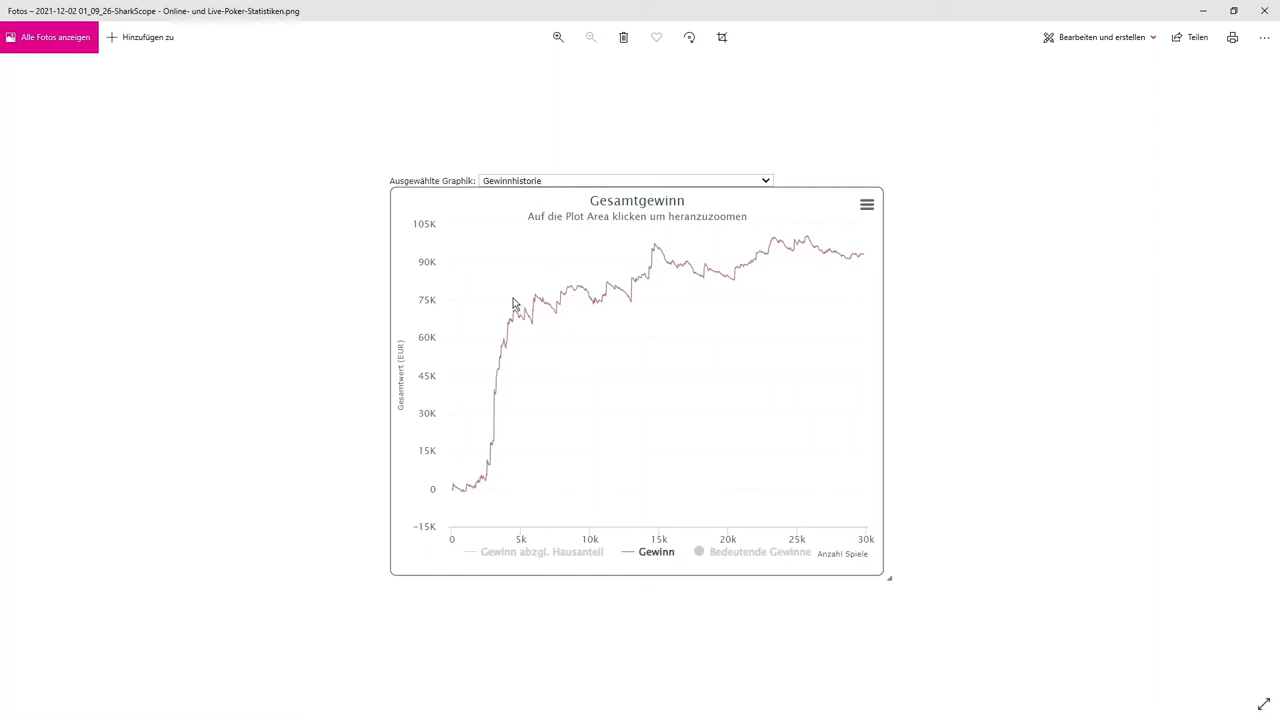 Fotos – 2021-12-02 01_09_26-SharkScope - Online- und Live-Poker-Statistiken.png
Alle Fotos anzeigen
Hinzufügen zu
Bearbeiten und erstellen
Teilen
Ausgewählte Graphik:
Gewinnhistorie
Gesamtgewinn
Auf die Plot Area klicken um heranzuzoomen
105K
90K
75K
60K
45K
30K
15K
0
-15K
Gesamtwert (EUR)
0
5k
10k
15k
20k
25k
30k
Gewinn abzgl. Hausanteil
Gewinn
Bedeutende Gewinne
Anzahl Spiele